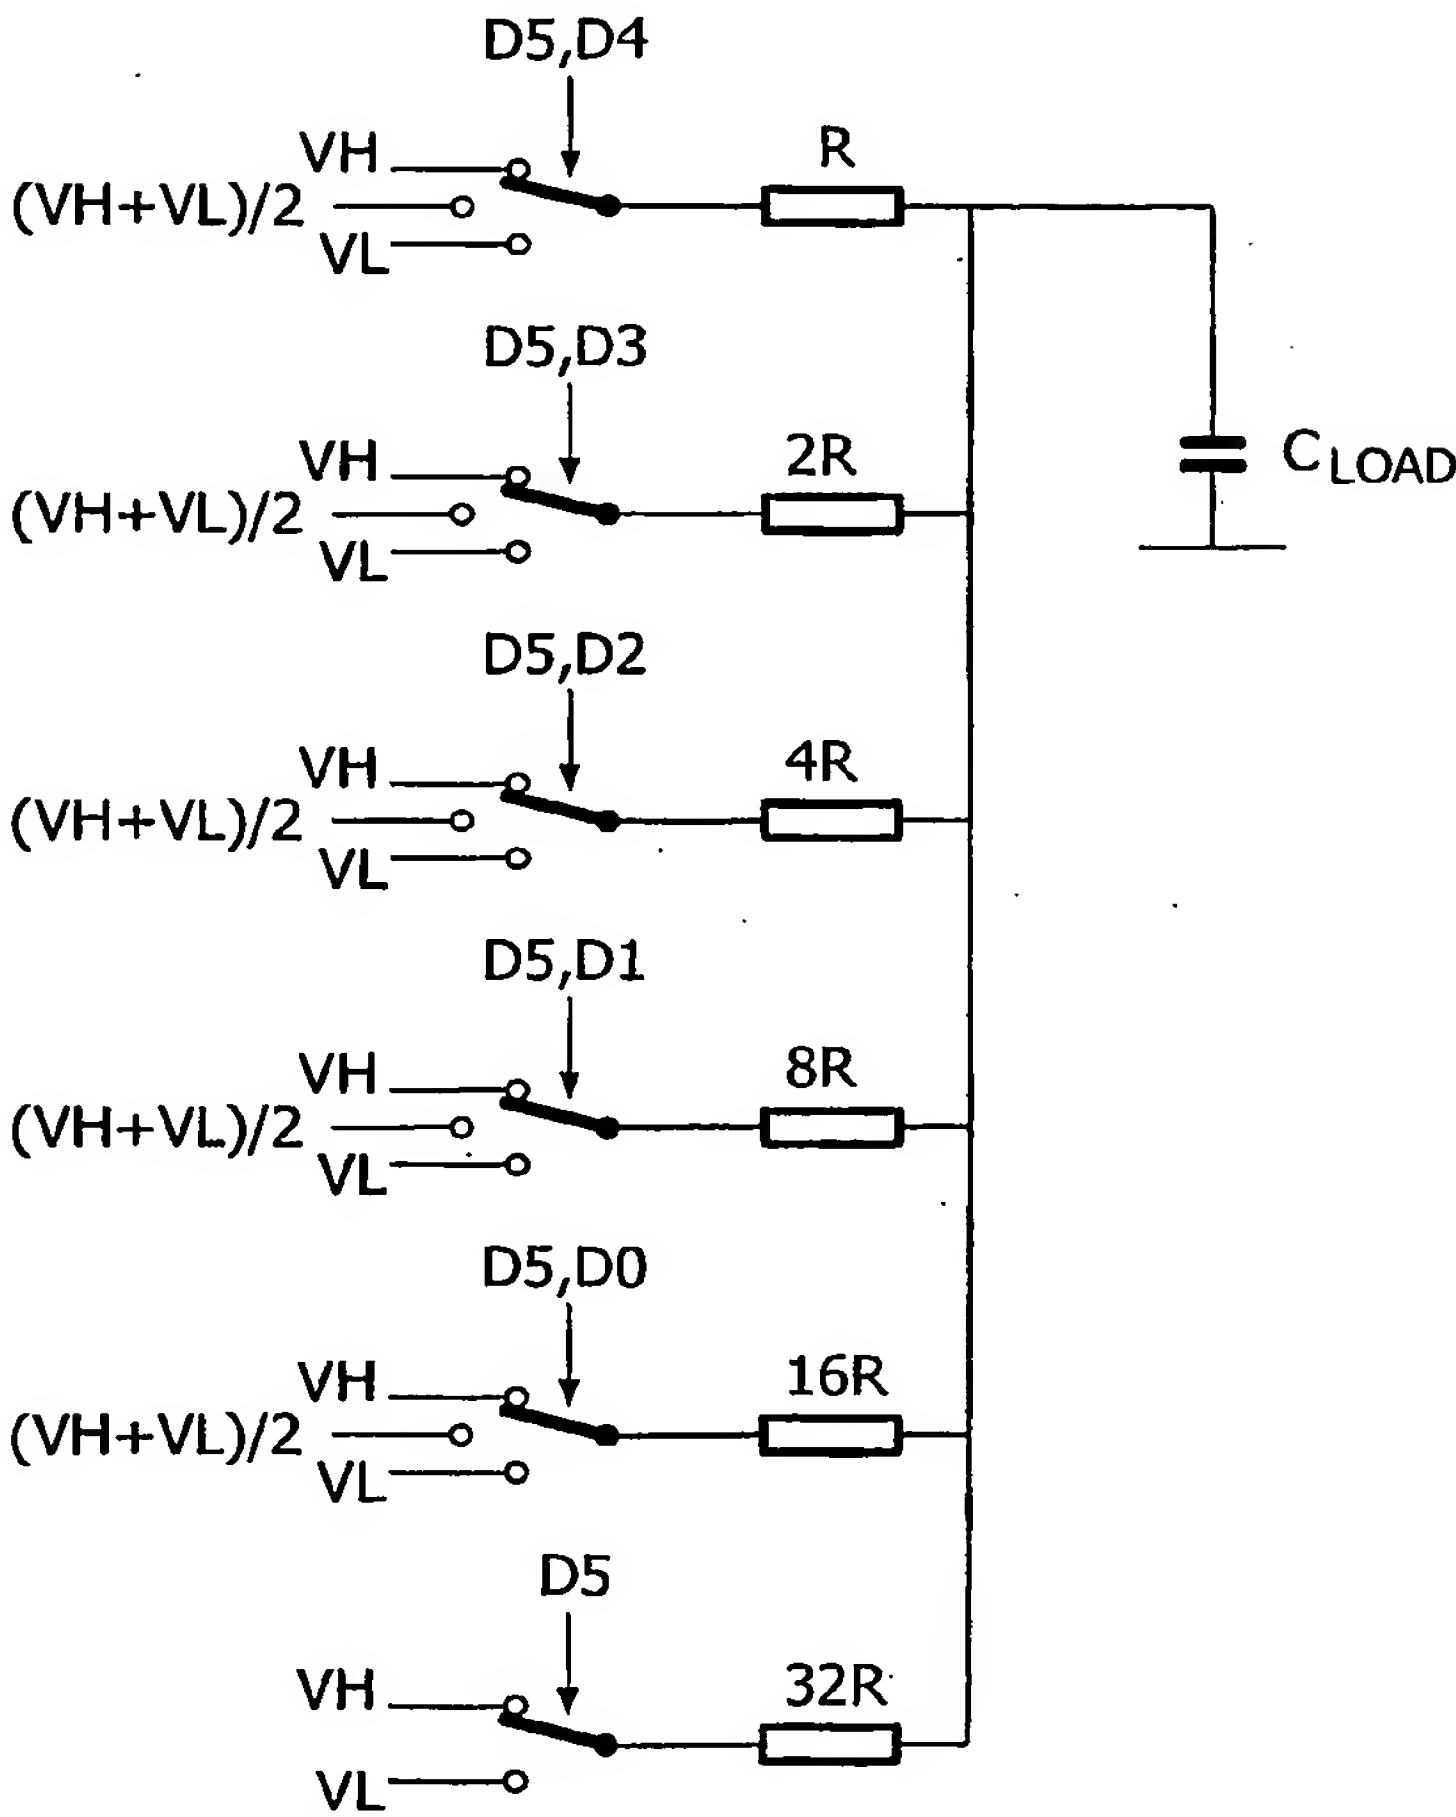 D5,D4
VH
R
(VH+VL)/2
VL
D5,D3
VH
2R
(VH+VL)/2
VL
C LOAD
D5,D2
VH
4R
(VH+VL)/2
VL
D5,D1
VH
8R
(VH+VL)/2
VL
D5,D0
VH
16R
(VH+VL)/2
VL
D5
VH
32R
VL